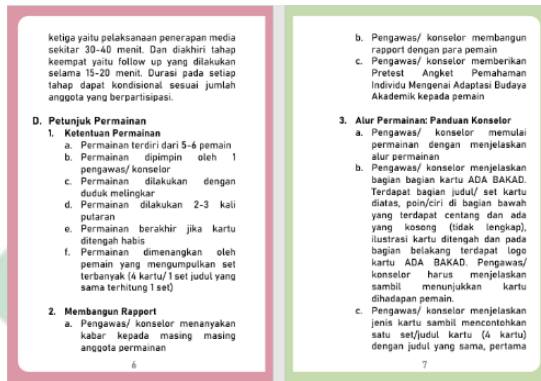 ketiga yaitu pelaksanaan penerapan media
sekitar 30-40 menit. Dan diakhiri tahap
keempat yaitu follow up yang dilakukan
selama 15-20 menit. Durasi pada setiap
tahap dapat kondisional sesuai jumlah
anggota yang berpartisipasi.
D. Petunjuk Permainan
1. Ketentuan Permainan
a. Permainan terdiri dari 5-6 pemain
b. Permainan dipimpin oleh 1
pengawas/ konselor
c. Permainan dilakukan dengan
duduk melingkar
d. Permainan dilakukan 2-3 kali
putaran
e. Permainan berakhir jika kartu
ditengah habis
f. Permainan dimenangkan oleh
pemain yang mengumpulkan set
terbanyak (4 kartu/ 1 set judul yang
sama terhitung 1 set)
2. Membangun Rapport
a. Pengawas/ konselor menanyakan
kabar kepada masing masing
anggota permainan
6
b. Pengawas/ konselor membangun
rapport dengan para pemain
c. Pengawas/ konselor memberikan
Pretest Angket Pemahaman
Individu Mengenai Adaptasi Budaya
Akademik kepada pemain
3. Alur Permainan: Panduan Konselor
a. Pengawas/ konselor memulai
permainan dengan menjelaskan
alur permainan
b. Pengawas/ konselor menjelaskan
bagian bagian kartu ADA BAKAD.
Terdapat bagian judul/ set kartu
diatas, poin/ciri di bagian bawah
yang terdapat centang dan ada
yang kosong (tidak lengkap),
ilustrasi kartu ditengah dan pada
bagian belakang terdapat logo
kartu ADA BAKAD. Pengawas/
konselor harus menjelaskan
sambil menunjukkan kartu
dihadapan pemain.
c. Pengawas/ konselor menjelaskan
jenis kartu sambil mencontohkan
satu set/judul kartu (4 kartu)
dengan judul yang sama, pertama
7